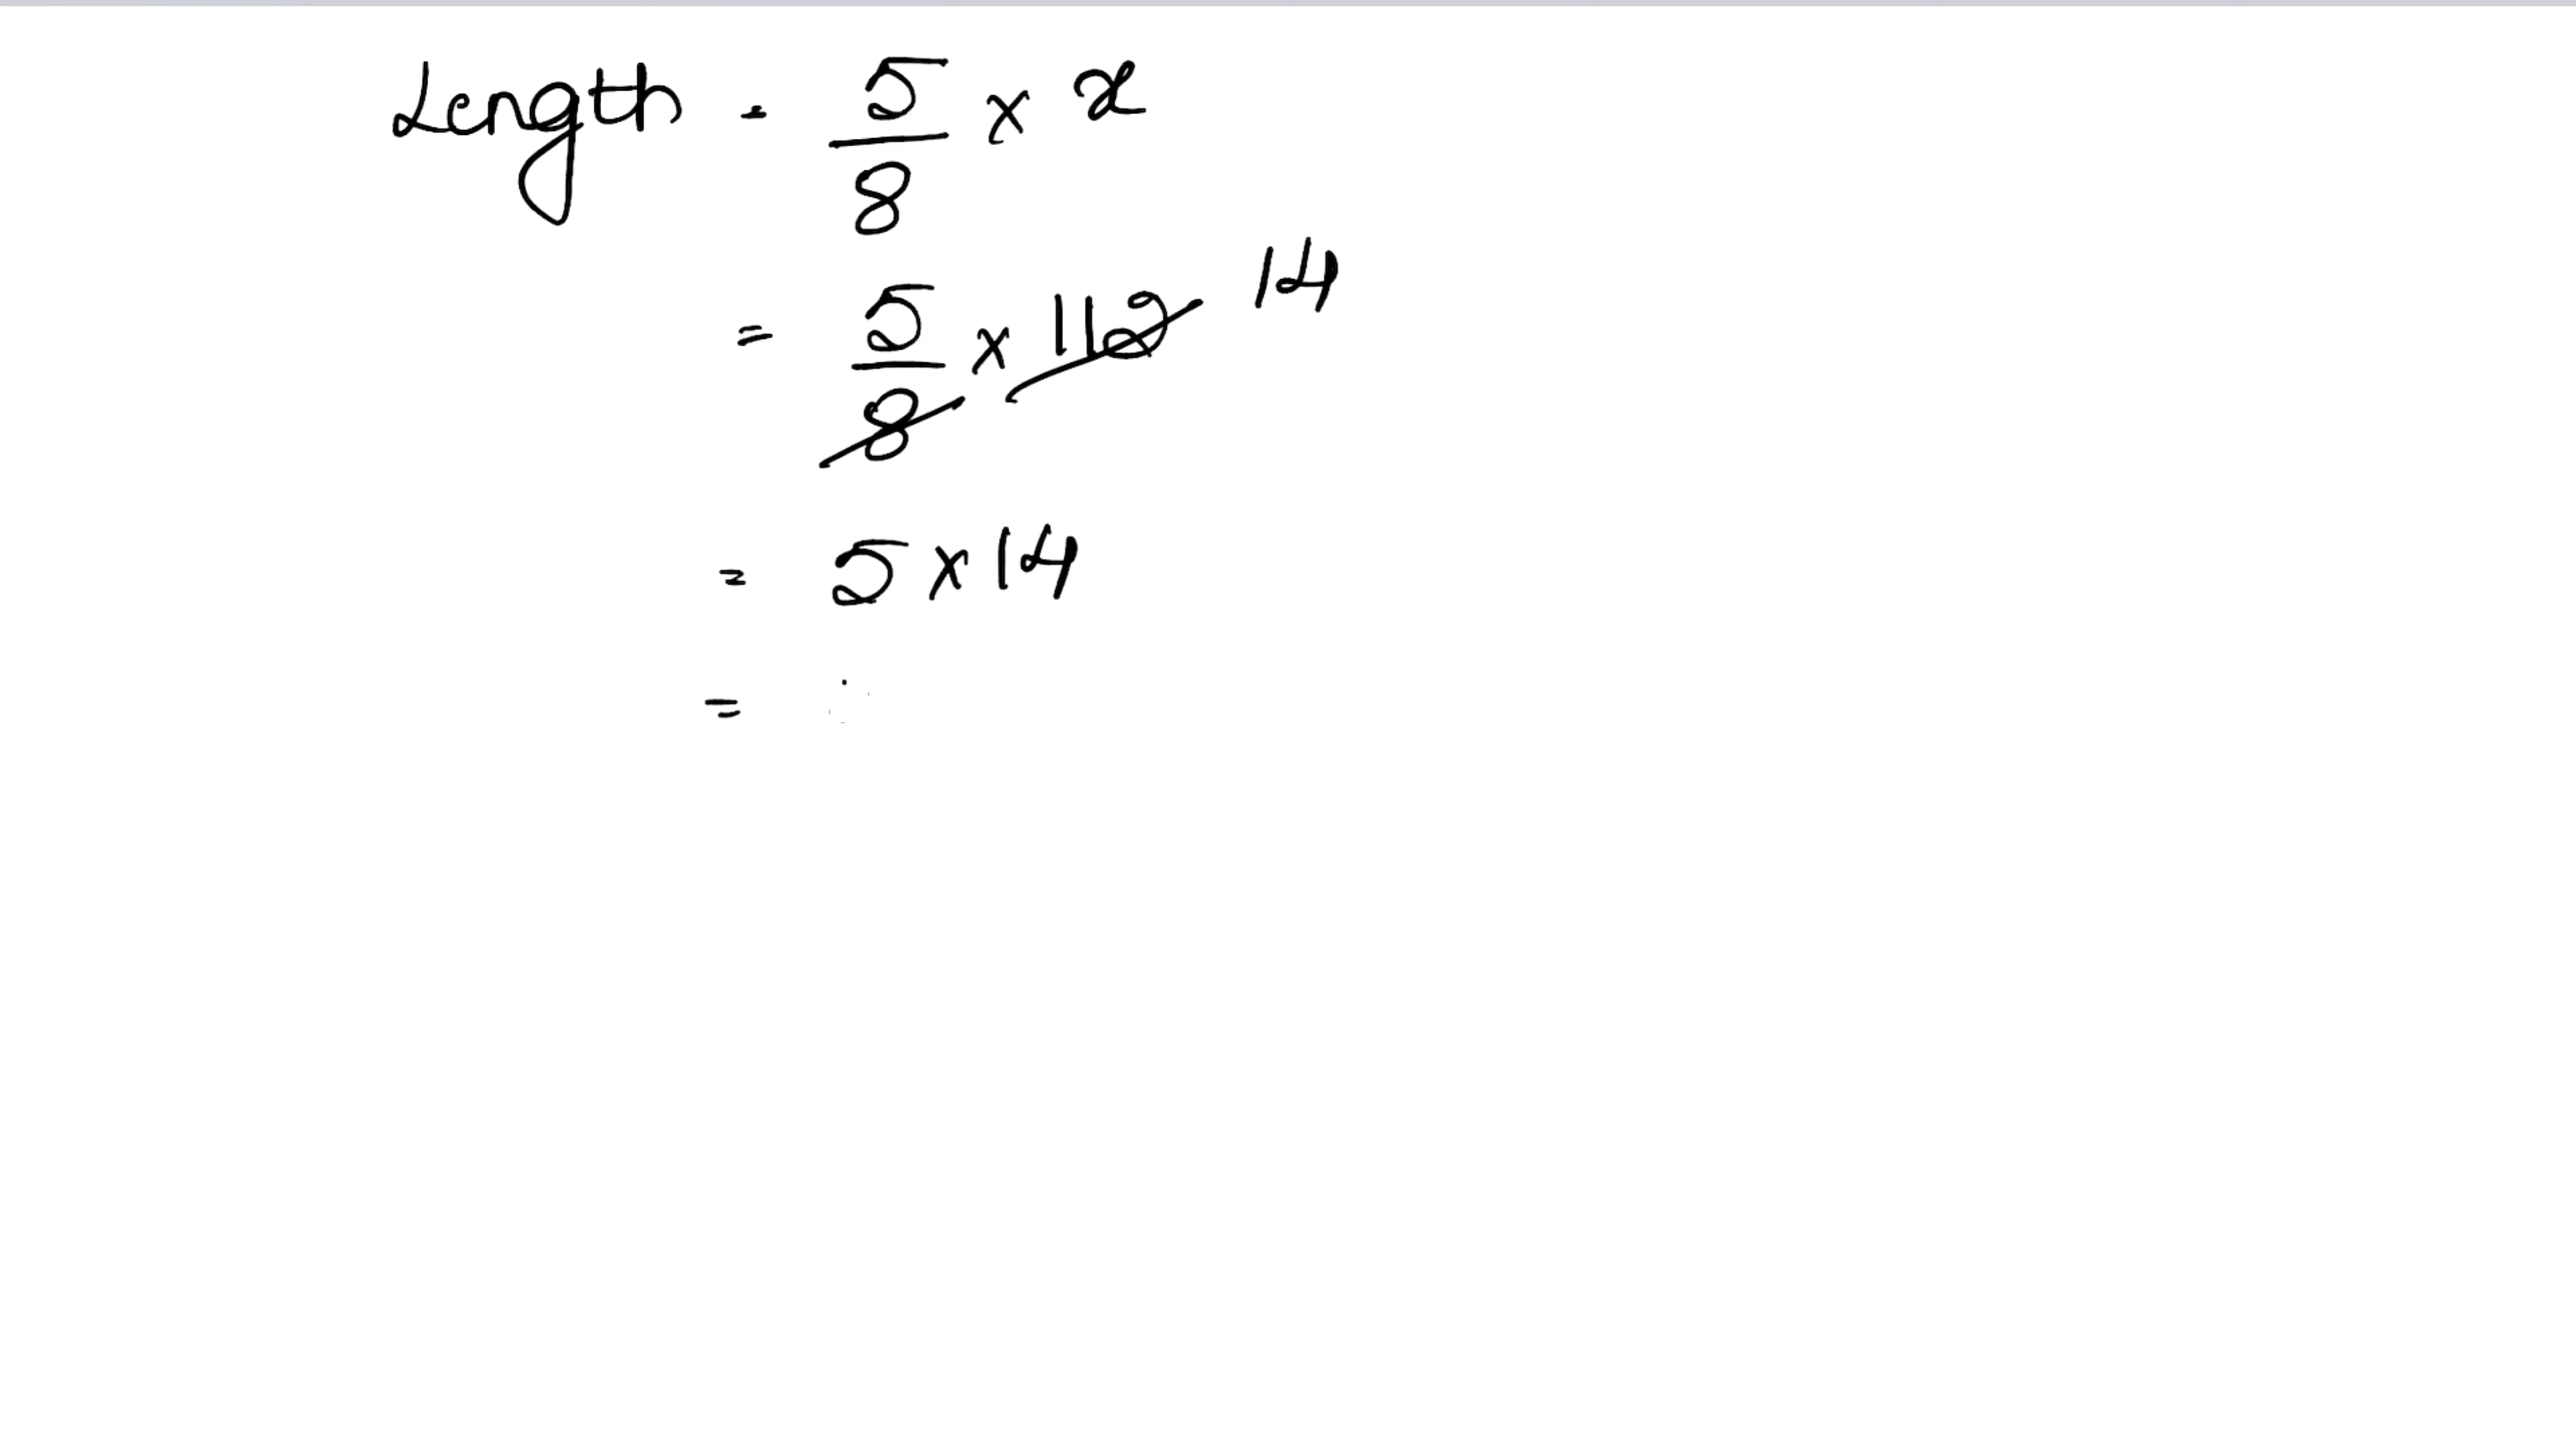 Length = 5/8 × x
= 5/8 × 112 14
= 5 × 14
=